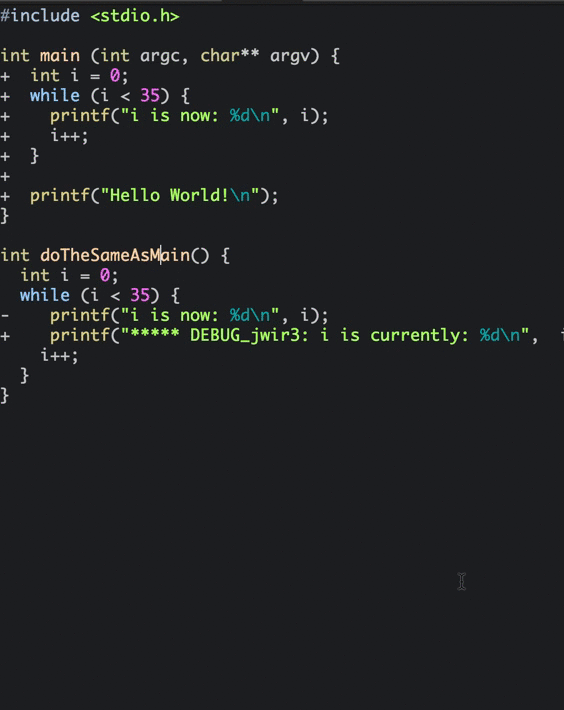 #include <stdio.h>

int main (int argc, char** argv) {
+  int i = 0;
+  while (i < 35) {
+    printf("i is now: %d\n", i);
+    i++;
+  }
+
+  printf("Hello World!\n");
}

int doTheSameAsMain() {
  int i = 0;
  while (i < 35) {
-    printf("i is now: %d\n", i);
+    printf("***** DEBUG_jwir3: i is currently: %d\n",
    i++;
  }
}